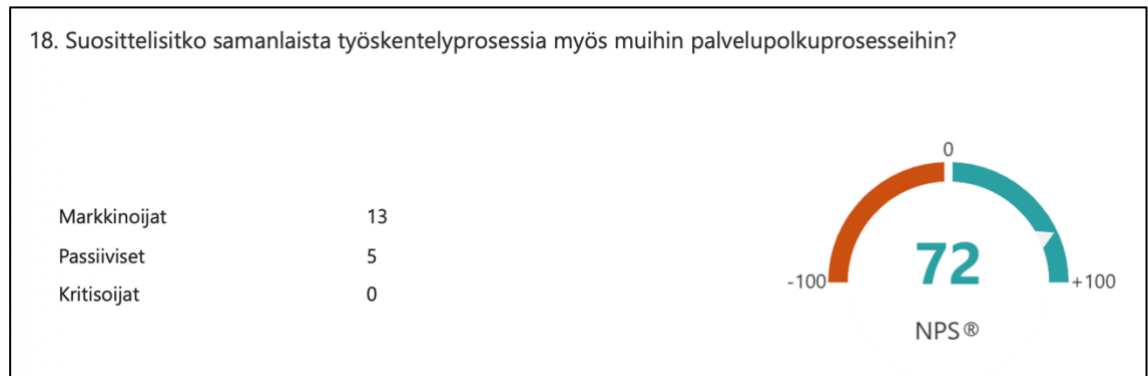 18. Suosittelisitko samanlaista työskentelyprosessia myös muihin palvelupolkuprosesseihin?
Markkinoijat 13
Passiiviset 5
Kritisoijat 0
0
-100 72 +100
NPS®